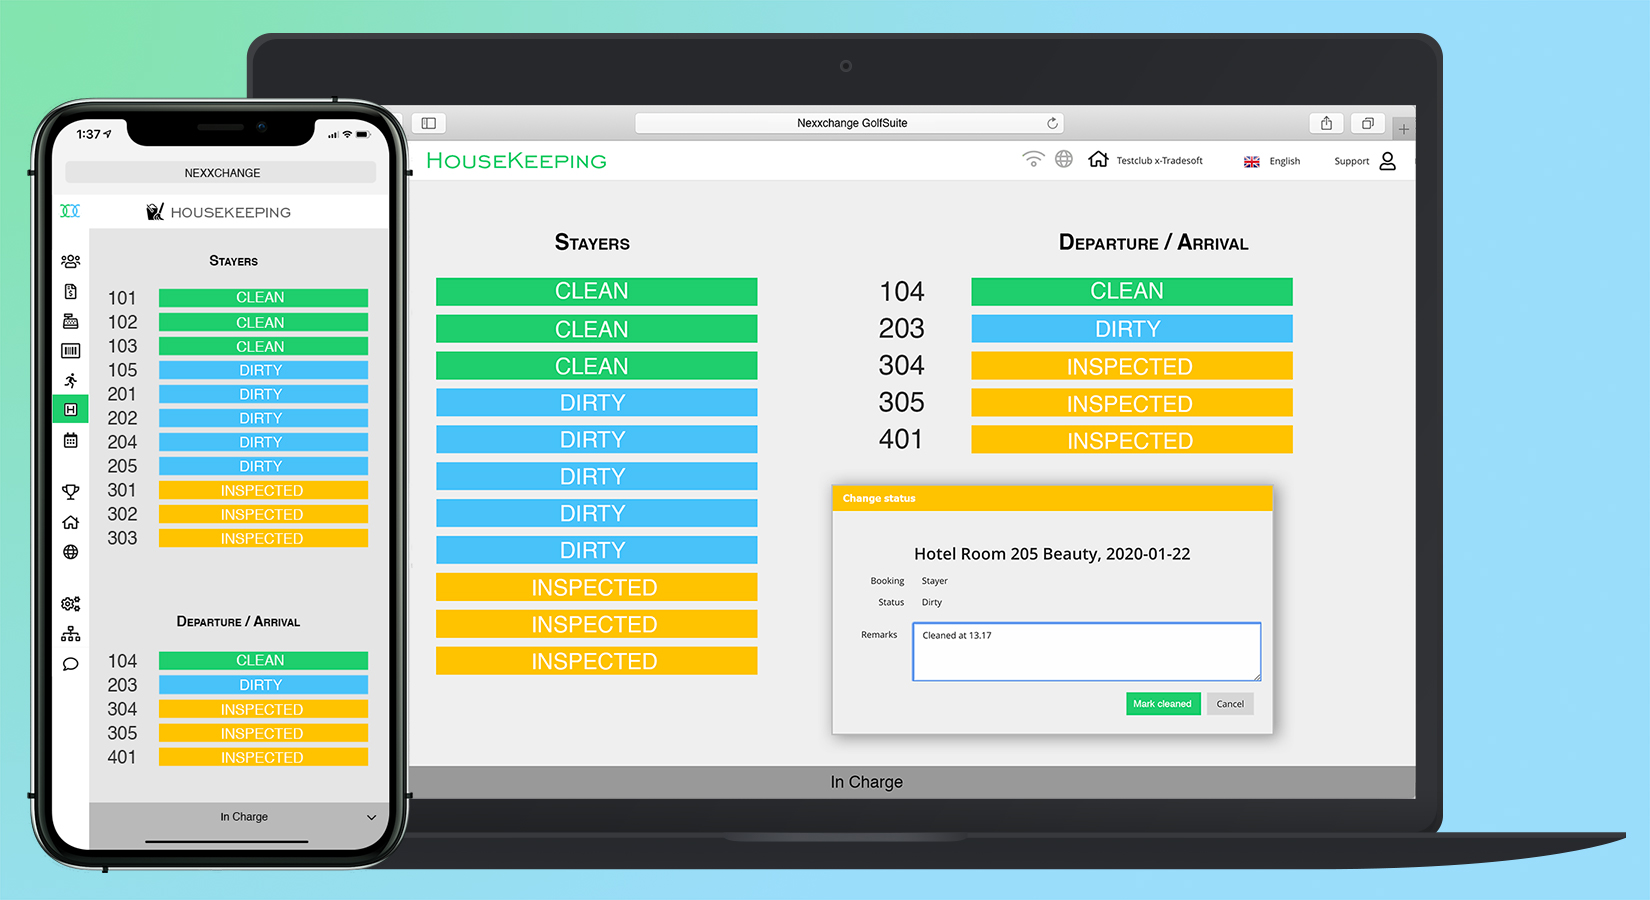 1:37
NEXXCHANGE
HOUSEKEEPING
STAYERS
101 CLEAN
102 CLEAN
103 CLEAN
105 DIRTY
201 DIRTY
202 DIRTY
204 DIRTY
205 DIRTY
301 INSPECTED
302 INSPECTED
303 INSPECTED
DEPARTURE / ARRIVAL
104 CLEAN
203 DIRTY
304 INSPECTED
305 INSPECTED
401 INSPECTED
In Charge
Nexxchange GolfSuite
HOUSEKEEPING
Testclub x-Tradesoft
English
Support
STAYERS
CLEAN
CLEAN
CLEAN
DIRTY
DIRTY
DIRTY
DIRTY
DIRTY
INSPECTED
INSPECTED
INSPECTED
DEPARTURE / ARRIVAL
104 CLEAN
203 DIRTY
304 INSPECTED
305 INSPECTED
401 INSPECTED
Change status
Hotel Room 205 Beauty, 2020-01-22
Booking Stayer
Status Dirty
Remarks Cleaned at 13.17
Mark cleaned Cancel
In Charge